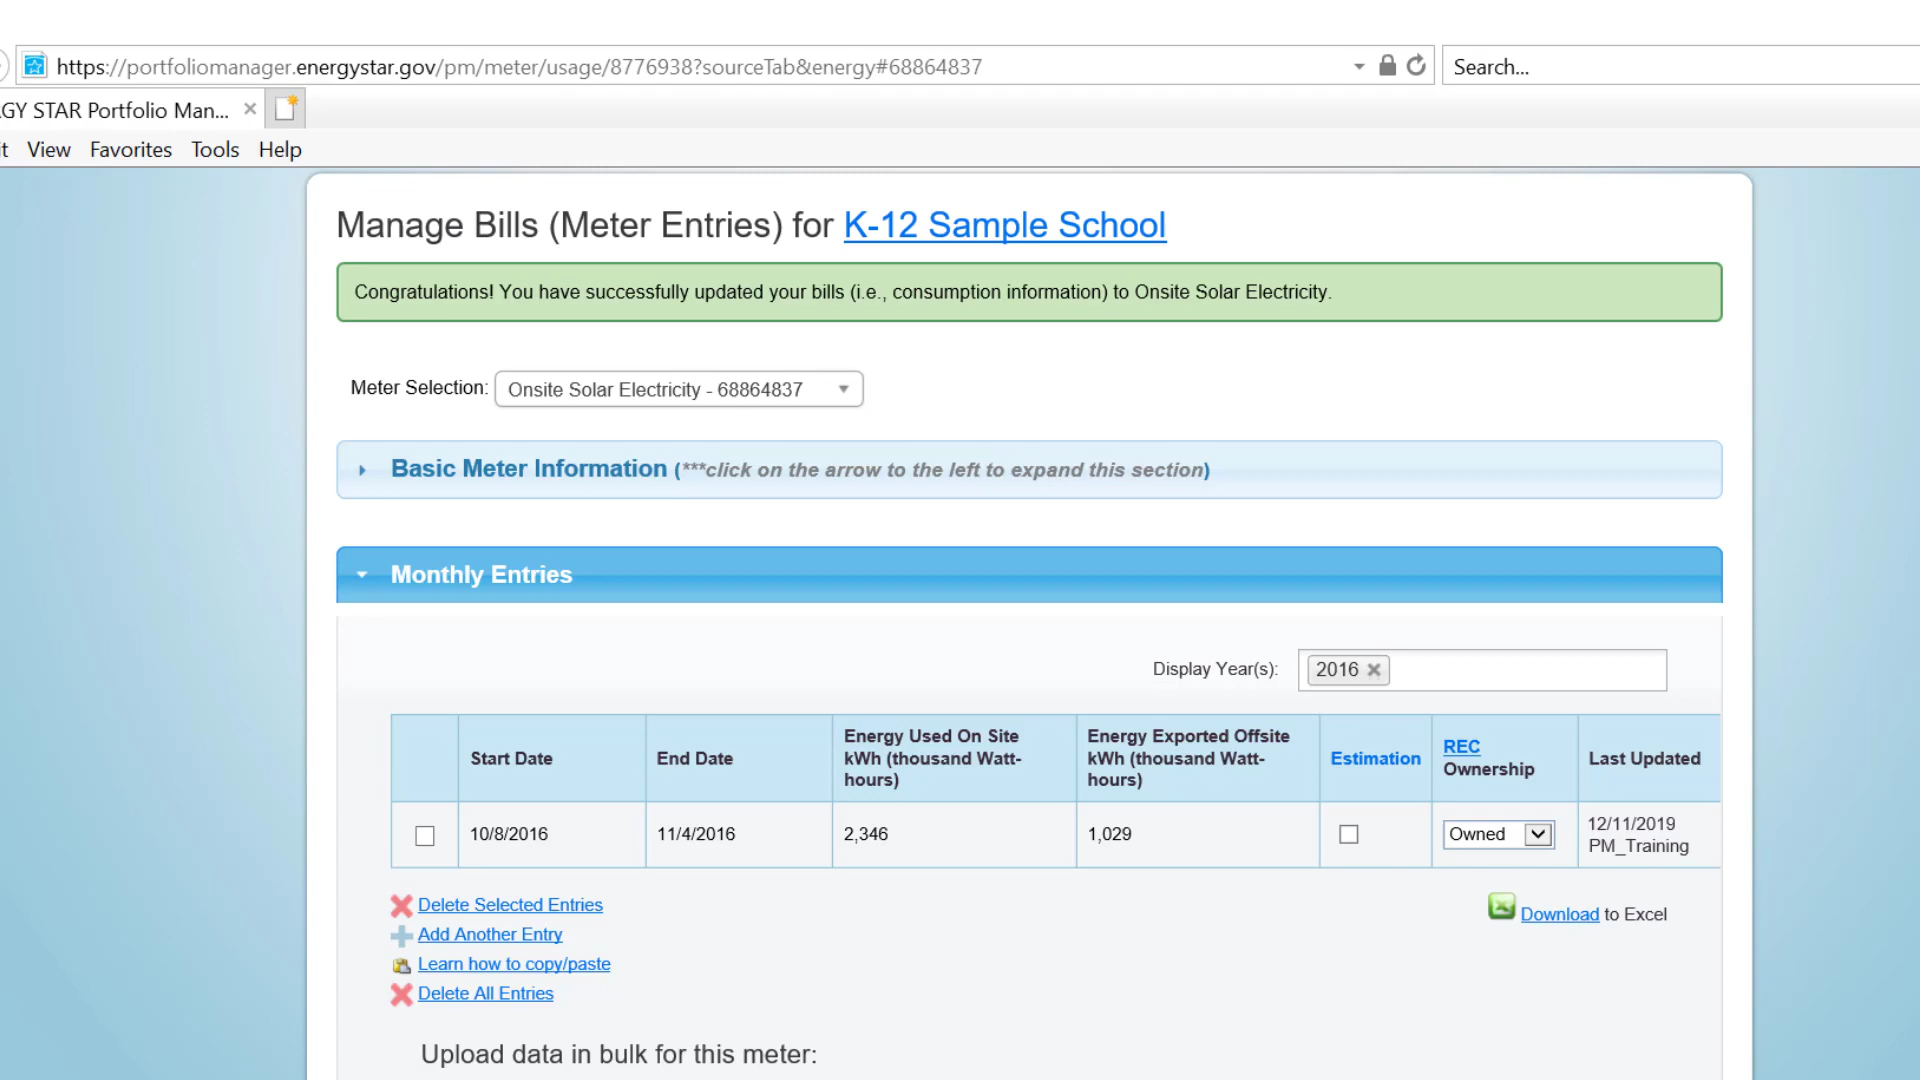 https://portfoliomanager.energystar.gov/pm/meter/usage/8776938?sourceTab&energy#68864837
Search...
GY STAR Portfolio Man...
it View Favorites Tools Help
Manage Bills (Meter Entries) for K-12 Sample School
Congratulations! You have successfully updated your bills (i.e., consumption information) to Onsite Solar Electricity.
Meter Selection: Onsite Solar Electricity - 68864837
Basic Meter Information (***click on the arrow to the left to expand this section)
Monthly Entries
Display Year(s): 2016
Start Date
End Date
Energy Used On Site
kWh (thousand Watt-
hours)
Energy Exported Offsite
kWh (thousand Watt-
hours)
Estimation
REC
Ownership
Last Updated
10/8/2016
11/4/2016
2,346
1,029
Owned
12/11/2019
PM_Training
Delete Selected Entries
Add Another Entry
Learn how to copy/paste
Delete All Entries
Download to Excel
Upload data in bulk for this meter: